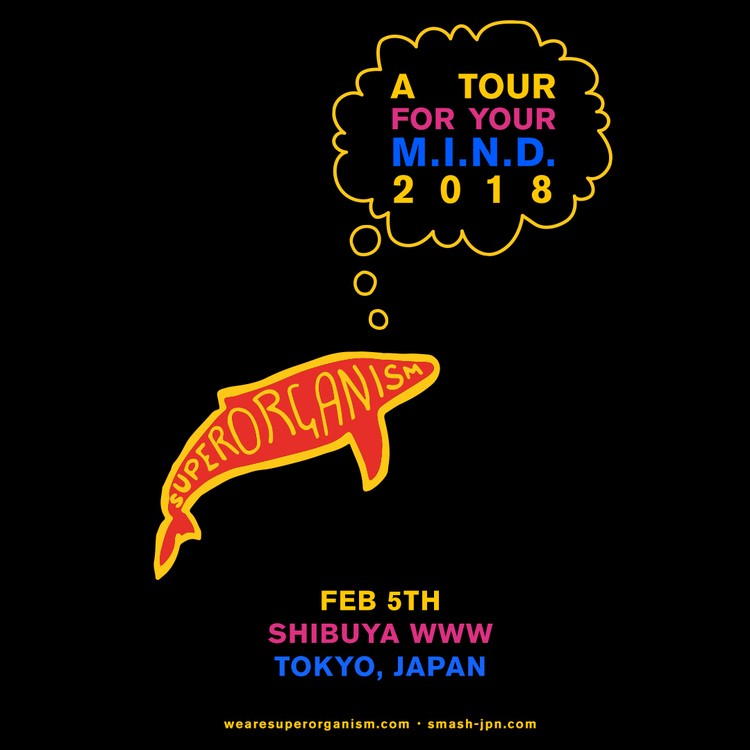 A TOUR
FOR YOUR
M.I.N.D.
2018
SUPERORGANISM
FEB 5TH
SHIBUYA WWW
TOKYO, JAPAN
wearesuperorganism.com · smash-jpn.com